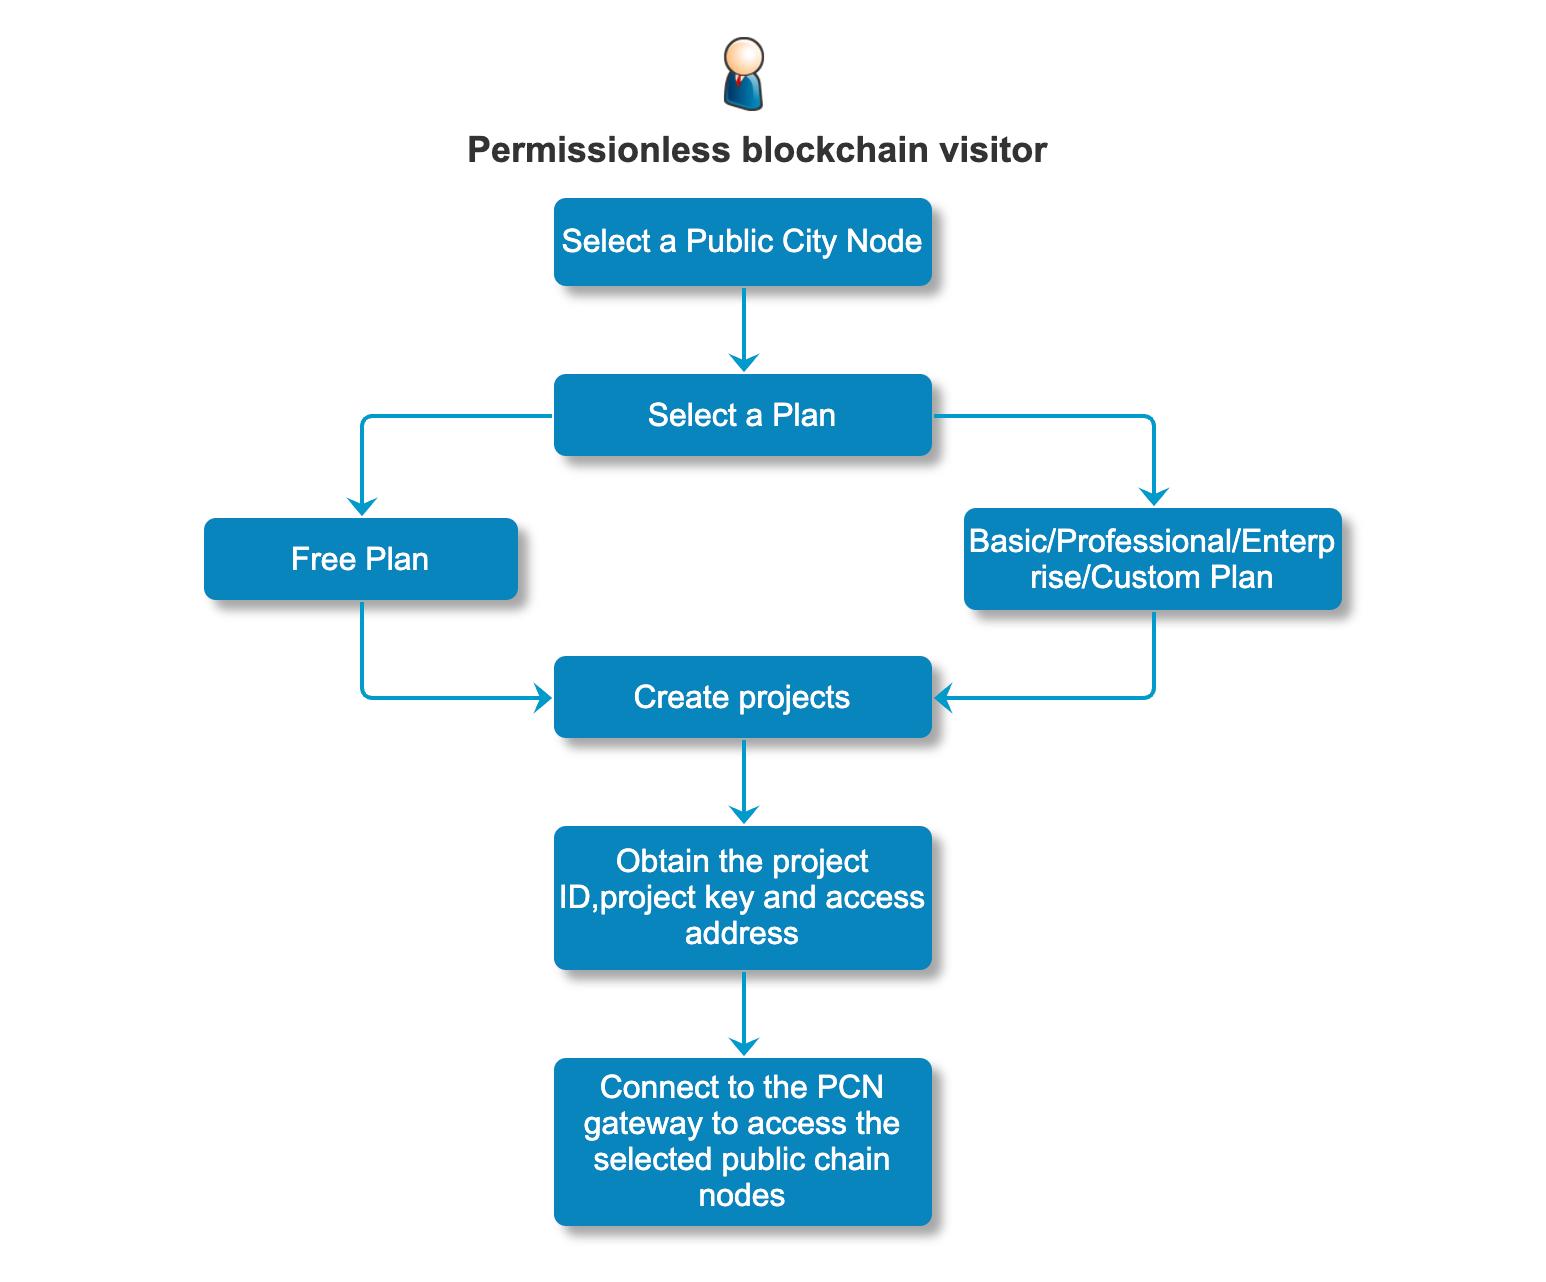 Permissionless blockchain visitor
Select a Public City Node
Select a Plan
Free Plan
Basic/Professional/Enterp
rise/Custom Plan
Create projects
Obtain the project
ID,project key and access
address
Connect to the PCN
gateway to access the
selected public chain
nodes